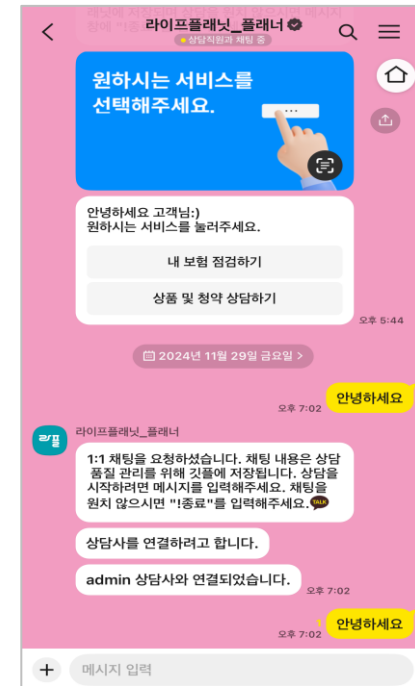 라이프플래닛_플래너
상담직원과 채팅 중
원하시는 서비스를
선택해주세요.
안녕하세요 고객님:)
원하시는 서비스를 눌러주세요.
내 보험 점검하기
상품 및 청약 상담하기
오후 5:44
2024년 11월 29일 금요일 >
안녕하세요
오후 7:02
라이프플래닛_플래너
라플
1:1 채팅을 요청하셨습니다. 채팅 내용은 상담
품질 관리를 위해 깃플에 저장됩니다. 상담을
시작하려면 메시지를 입력해주세요. 채팅을
원치 않으시면 "!종료"를 입력해주세요.
TALK
상담사를 연결하려고 합니다.
admin 상담사와 연결되었습니다.
오후 7:02
1
안녕하세요
오후 7:02
메시지 입력